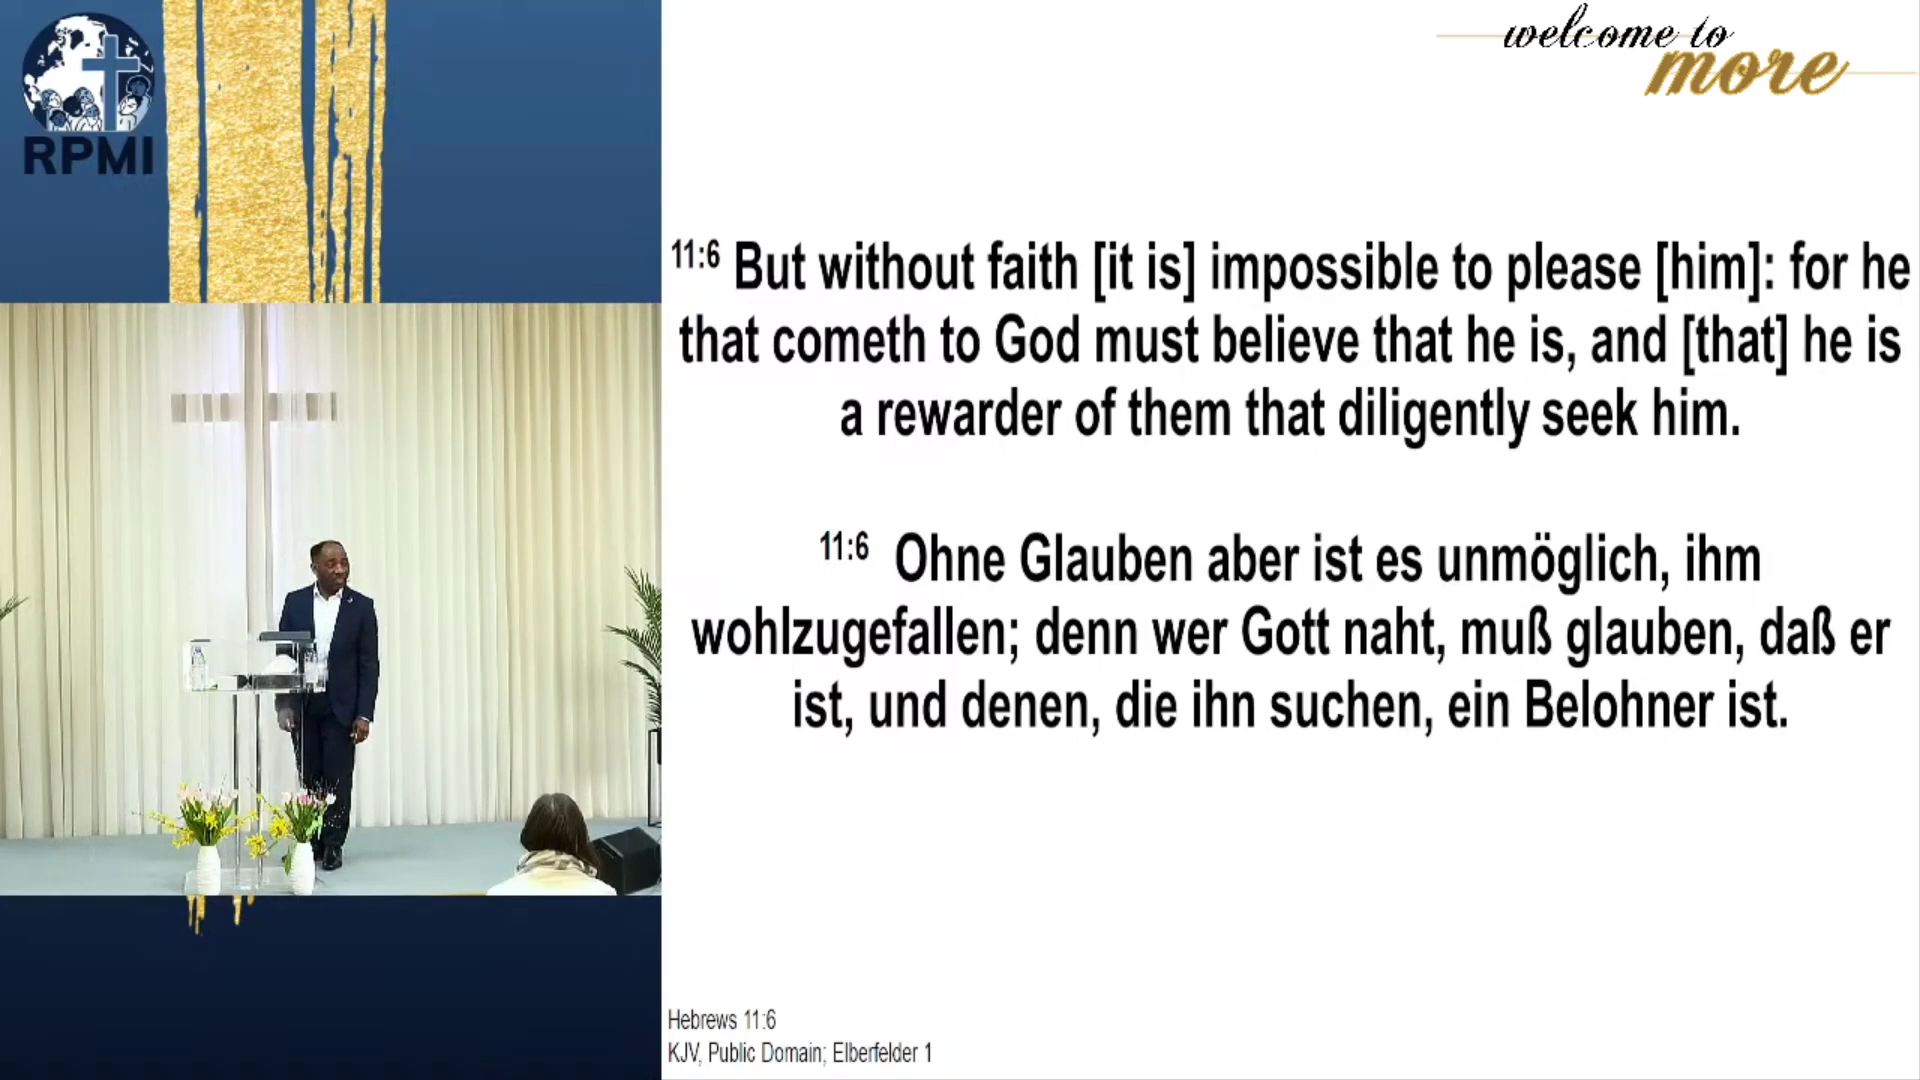 RPMI
welcome to
more
11:6 But without faith [it is] impossible to please [him]: for he
that cometh to God must believe that he is, and [that] he is
a rewarder of them that diligently seek him.
11:6 Ohne Glauben aber ist es unmöglich, ihm
wohlzugefallen; denn wer Gott naht, muß glauben, daß er
ist, und denen, die ihn suchen, ein Belohner ist.
Hebrews 11:6
KJV, Public Domain; Elberfelder 1